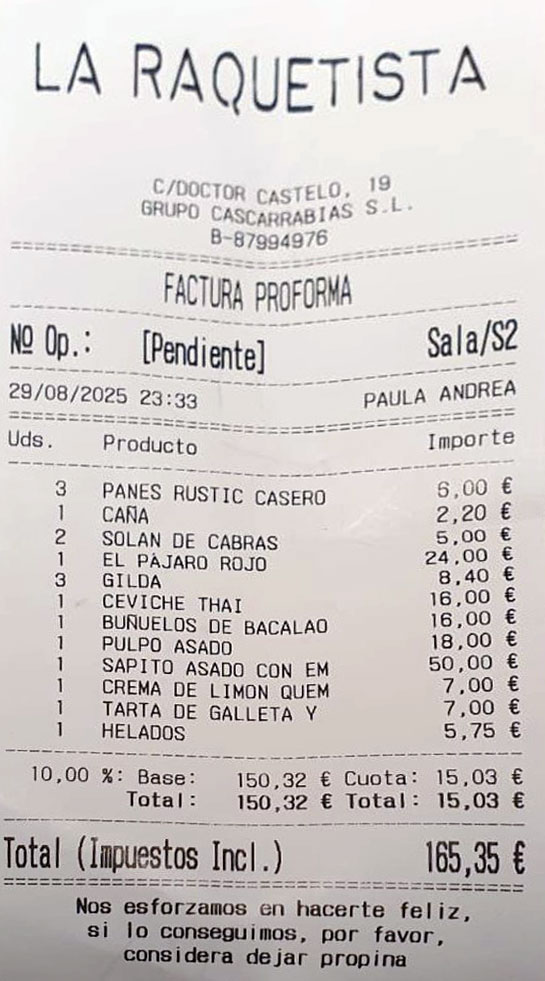 LA RAQUETISTA
C/DOCTOR CASTELO, 19
GRUPO CASCARRABIAS S.L.
B-87994976
FACTURA PROFORMA
Nº Op.: [Pendiente] Sala/S2
29/08/2025 23:33 PAULA ANDREA
Uds. Producto Importe
3 PANES RUSTIC CASERO 6,00 €
1 CAÑA 2,20 €
2 SOLAN DE CABRAS 5,00 €
1 EL PÀJARO ROJO 24,00 €
3 GILDA 8,40 €
1 CEVICHE THAI 16,00 €
1 BUÑUELOS DE BACALAO 16,00 €
1 PULPO ASADO 18,00 €
1 SAPITO ASADO CON EM 50,00 €
1 CREMA DE LIMON QUEM 7,00 €
1 TARTA DE GALLETA Y 7,00 €
1 HELADOS 5,75 €
10,00 %: Base: 150,32 € Cuota: 15,03 €
Total: 150,32 € Total: 15,03 €
Total (Impuestos Incl.) 165,35 €
Nos esforzamos en hacerte feliz,
si lo conseguimos, por favor,
considera dejar propina